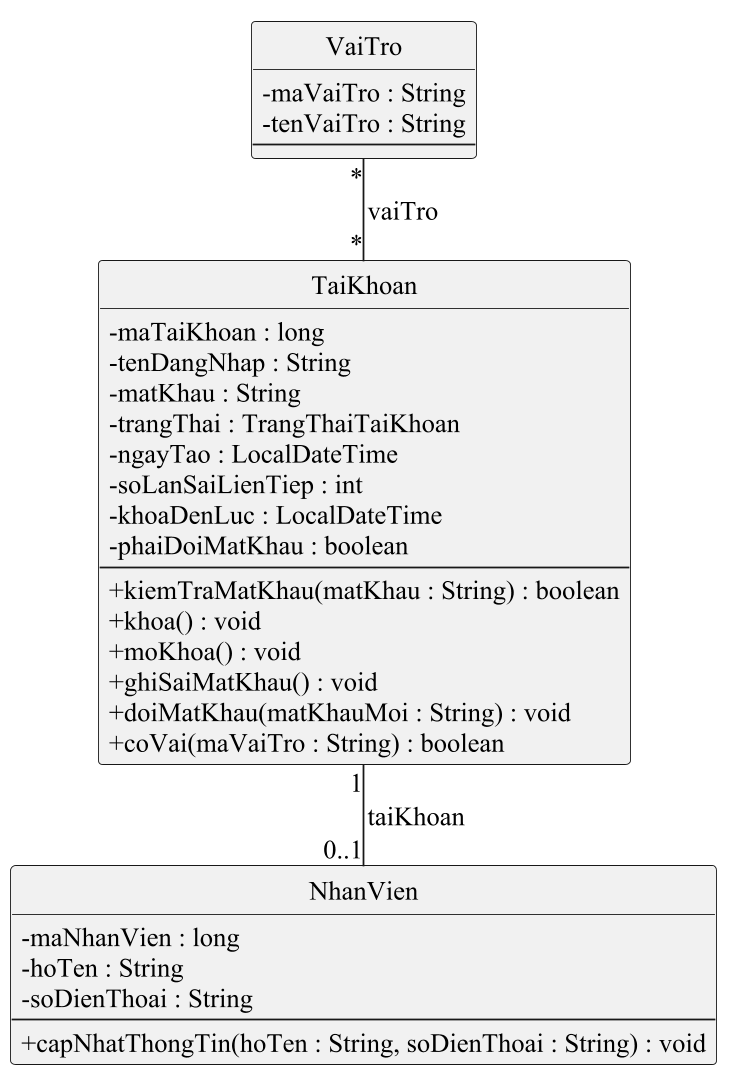 VaiTro
-maVaiTro : String
-tenVaiTro : String
*
vaiTro
*
TaiKhoan
-maTaiKhoan : long
-tenDangNhap : String
-matKhau : String
-trangThai : TrangThaiTaiKhoan
-ngayTao : LocalDateTime
-soLanSaiLienTiep : int
-khoaDenLuc : LocalDateTime
-phaiDoiMatKhau : boolean
+kiemTraMatKhau(matKhau : String) : boolean
+khoa() : void
+moKhoa() : void
+ghiSaiMatKhau() : void
+doiMatKhau(matKhauMoi : String) : void
+coVai(maVaiTro : String) : boolean
1
taiKhoan
0..1
NhanVien
-maNhanVien : long
-hoTen : String
-soDienThoai : String
+capNhatThongTin(hoTen : String, soDienThoai : String) : void